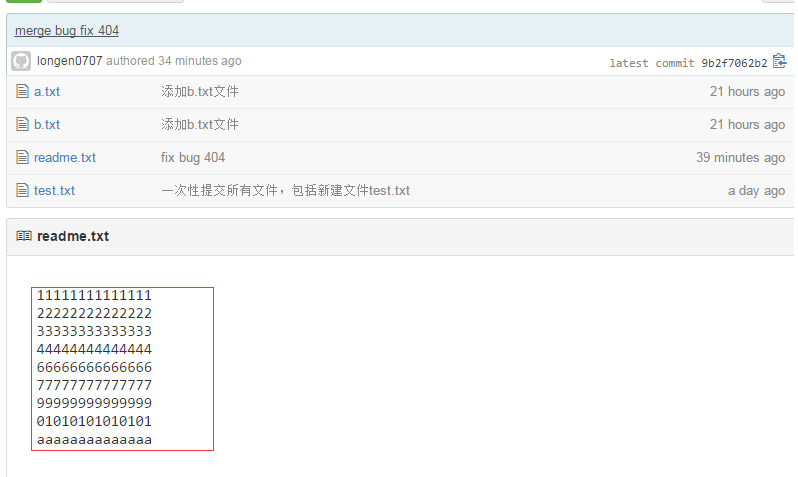 merge bug fix 404
longen0707 authored 34 minutes ago latest commit 9b2f7062b2
a.txt 添加b.txt文件 21 hours ago
b.txt 添加b.txt文件 21 hours ago
readme.txt fix bug 404 39 minutes ago
test.txt 一次性提交所有文件，包括新建文件test.txt a day ago
readme.txt
11111111111111
22222222222222
33333333333333
44444444444444
66666666666666
77777777777777
99999999999999
01010101010101
aaaaaaaaaaaaaa